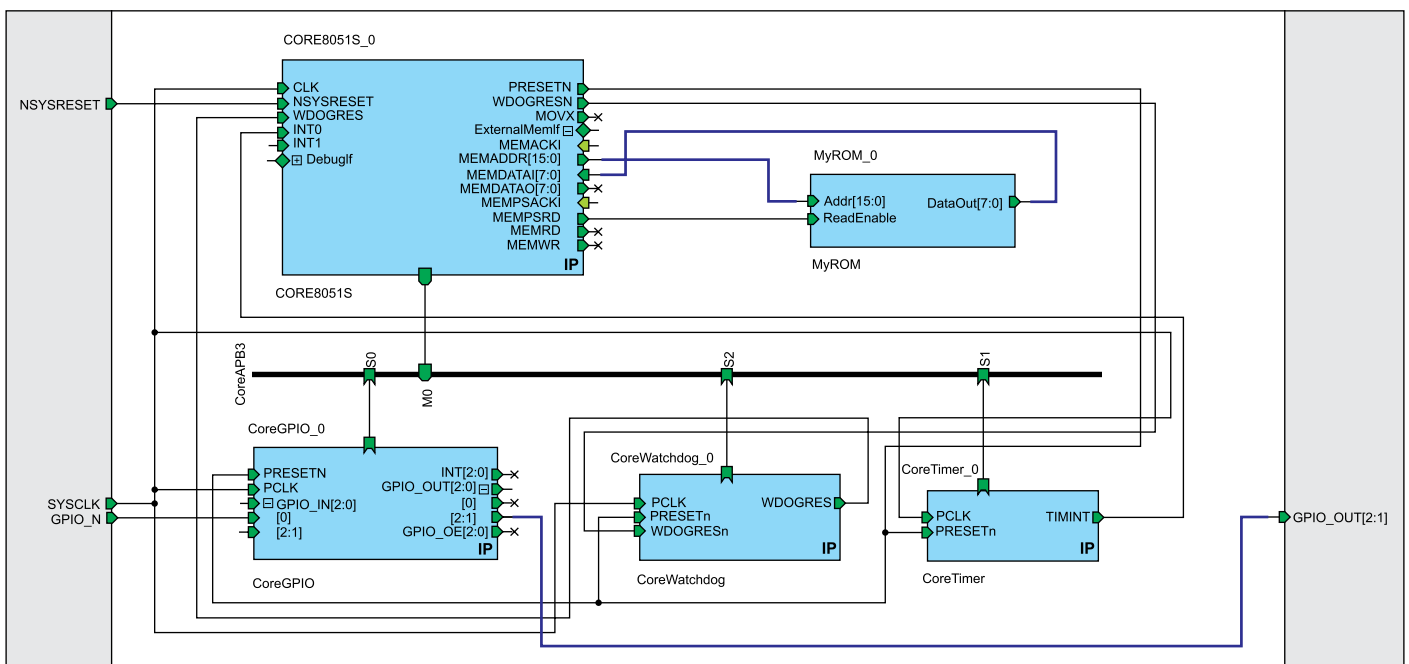 CORE8051S_0
CLK
NSYSRESET
WDOGRES
INT0
INT1
DebugIf
PRESETN
WDOGRESN
MOVX
ExternalMemIf
MEMACKI
MEMADDR[15:0]
MEMDATAI[7:0]
MEMDATAO[7:0]
MEMPSACKI
MEMPSRD
MEMRD
MEMWR
IP
CORE8051S
NSYSRESET
MyROM_0
Addr[15:0]
ReadEnable
DataOut[7:0]
MyROM
CoreAPB3
S0
M0
S2
S1
CoreGPIO_0
PRESETN
PCLK
GPIO_IN[2:0]
[0]
[2:1]
INT[2:0]
GPIO_OUT[2:0]
[0]
[2:1]
GPIO_OE[2:0]
IP
CoreGPIO
SYSCLK
GPIO_N
CoreWatchdog_0
PCLK
PRESETn
WDOGRESn
WDOGRES
IP
CoreWatchdog
CoreTimer_0
PCLK
PRESETn
TIMINT
IP
CoreTimer
GPIO_OUT[2:1]